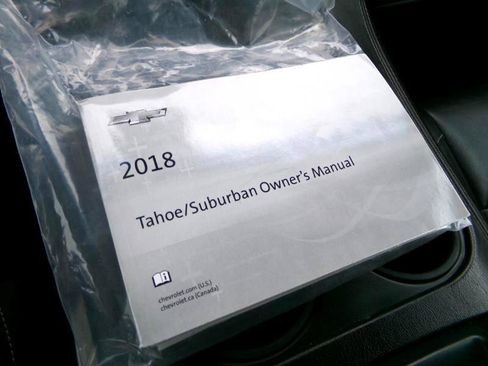 2018
Tahoe/Suburban Owner's Manual
chevrolet.com (U.S.)
chevrolet.ca (Canada)